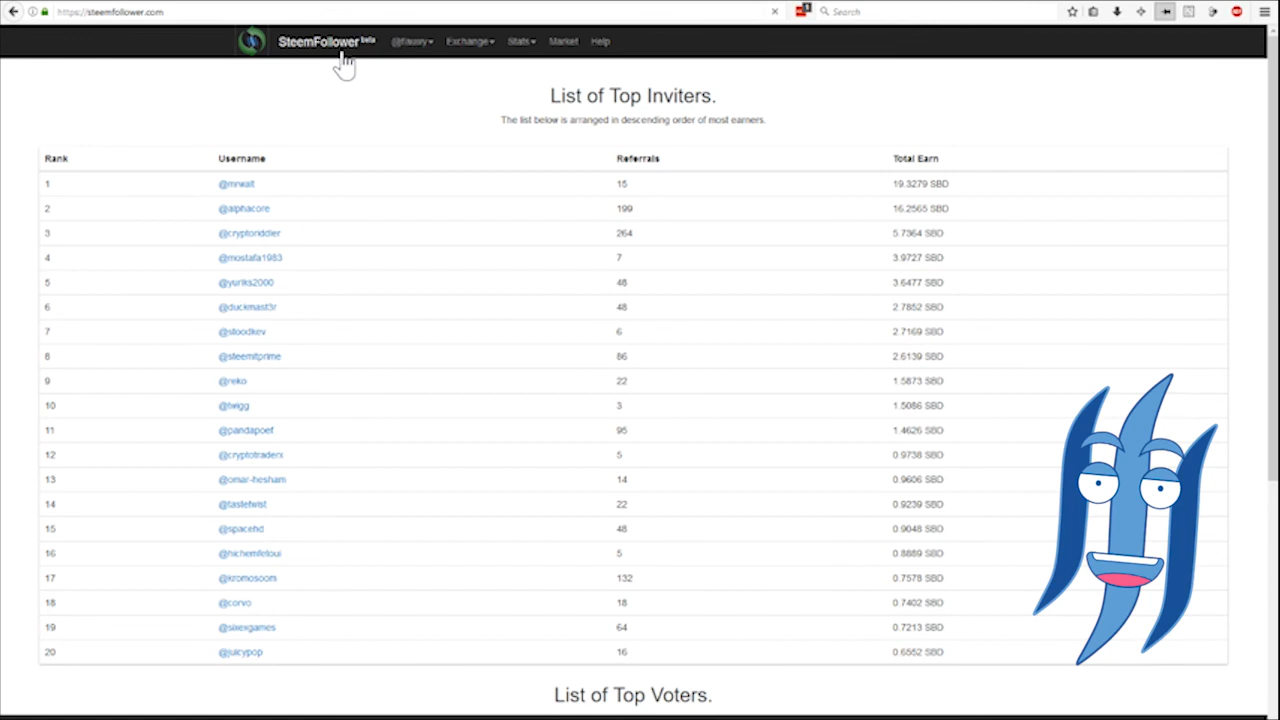 https://steemfollower.com
Search
SteemFollower beta @flauwy Exchange Stats Market Help
List of Top Inviters.
The list below is arranged in descending order of most earners.
Rank Username Referrals Total Earn
1 @mrwalt 15 19.3279 SBD
2 @alphacore 199 16.2565 SBD
3 @cryptoriddler 264 5.7364 SBD
4 @mostafa1983 7 3.9727 SBD
5 @yuriks2000 48 3.6477 SBD
6 @duckmast3r 48 2.7852 SBD
7 @stoodkev 6 2.7169 SBD
8 @steemitprime 86 2.6139 SBD
9 @reko 22 1.5873 SBD
10 @twigg 3 1.5086 SBD
11 @pandapoef 95 1.4626 SBD
12 @cryptotraderx 5 0.9738 SBD
13 @omar-hesham 14 0.9606 SBD
14 @tastetwist 22 0.9239 SBD
15 @spacehd 48 0.9048 SBD
16 @hichemfetoui 5 0.8889 SBD
17 @kromosoom 132 0.7578 SBD
18 @corvo 18 0.7402 SBD
19 @sixexgames 64 0.7213 SBD
20 @juicypop 16 0.6552 SBD
List of Top Voters.